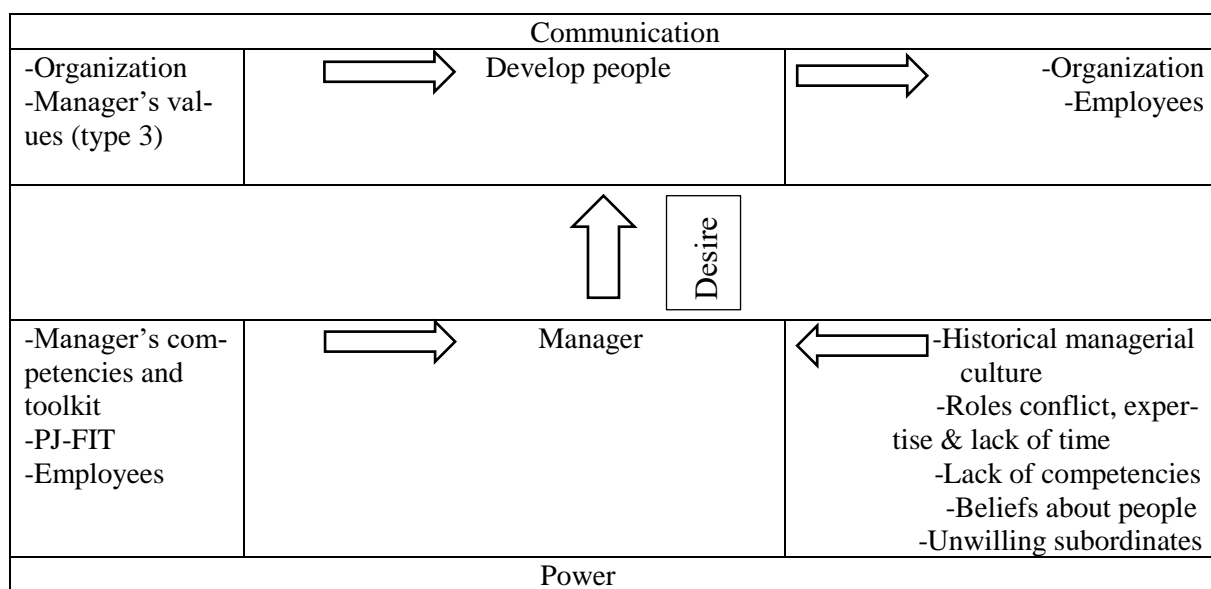 Communication
-Organization
-Manager's val-
ues (type 3)
Develop people
-Organization
-Employees
Desire
-Manager's com-
petencies and
toolkit
-PJ-FIT
-Employees
Manager
-Historical managerial
culture
-Roles conflict, exper-
tise & lack of time
-Lack of competencies
-Beliefs about people
-Unwilling subordinates
Power